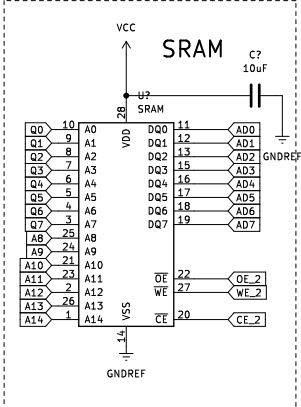 VCC
SRAM
C?
10uF
U?
SRAM
28
VDD
GNDREF
Q0 10 A0 DQ0 11 AD0
Q1 9 A1 DQ1 12 AD1
Q2 8 A2 DQ2 13 AD2
Q3 7 A3 DQ3 15 AD3
Q4 6 A4 DQ4 16 AD4
Q5 5 A5 DQ5 17 AD5
Q6 4 A6 DQ6 18 AD6
Q7 3 A7 DQ7 19 AD7
A8 25 A8
A9 24 A9
A10 21 A10
A11 23 A11 OE 22 OE_2
A12 2 A12 WE 27 WE_2
A13 26 A13
A14 1 A14 CE 20 CE_2
VSS
14
GNDREF